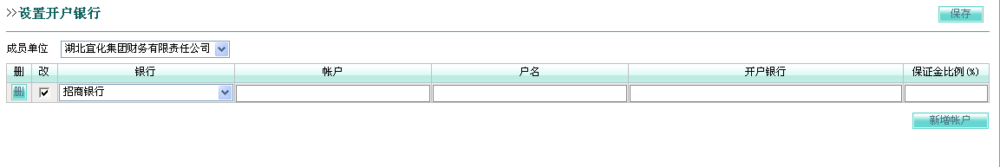 >>设置开户银行
保存
成员单位 湖北宜化集团财务有限责任公司
删 改 银行 帐户 户名 开户银行 保证金比例(%)
删 招商银行
新增帐户